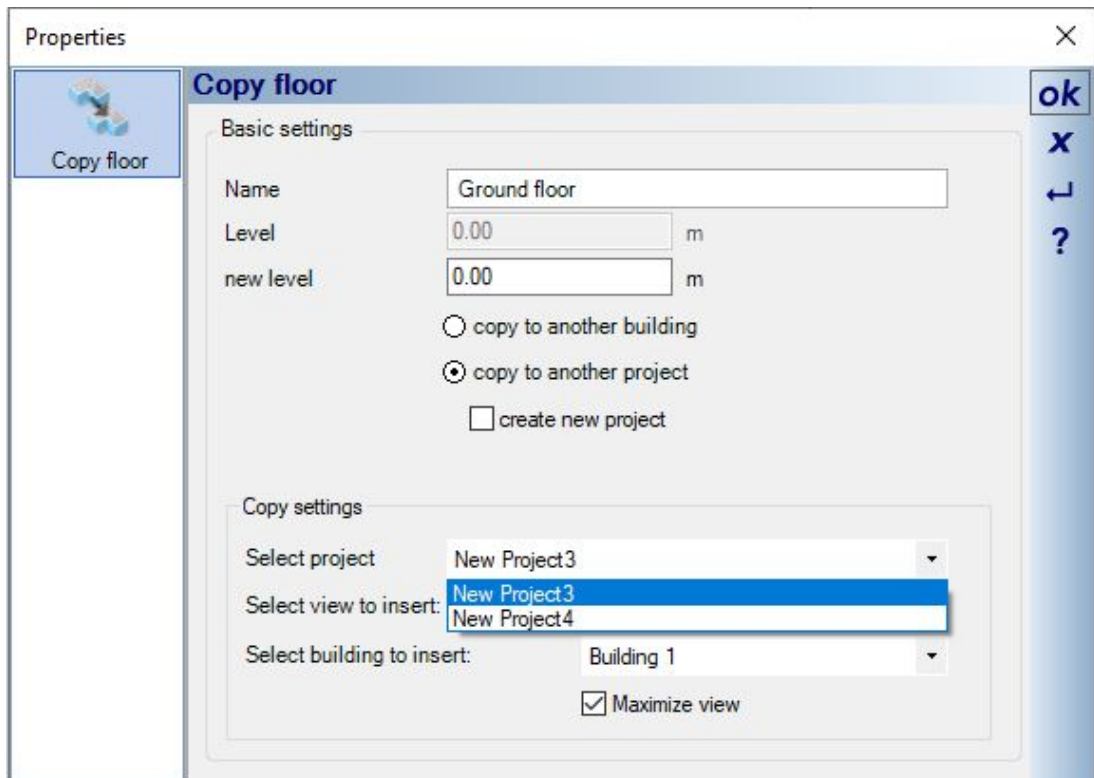 Properties
Copy floor
Copy floor
ok
x
?
Basic settings
Name Ground floor
Level 0.00 m
new level 0.00 m
copy to another building
copy to another project
create new project
Copy settings
Select project New Project3
New Project3
Select view to insert:
New Project4
Select building to insert: Building 1
Maximize view